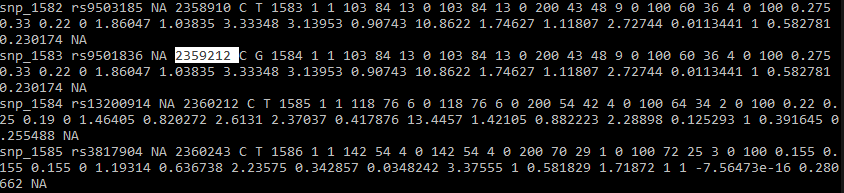 snp_1582 rs9503185 NA 2358910 C T 1583 1 1 103 84 13 0 103 84 13 0 200 43 48 9 0 100 60 36 4 0 100 0.275
0.33 0.22 0 1.86047 1.03835 3.33348 3.13953 0.90743 10.8622 1.74627 1.11807 2.72744 0.0113441 1 0.582781
0.230174 NA
snp_1583 rs9501836 NA 2359212 C G 1584 1 1 103 84 13 0 103 84 13 0 200 43 48 9 0 100 60 36 4 0 100 0.275
0.33 0.22 0 1.86047 1.03835 3.33348 3.13953 0.90743 10.8622 1.74627 1.11807 2.72744 0.0113441 1 0.582781
0.230174 NA
snp_1584 rs13200914 NA 2360212 C T 1585 1 1 118 76 6 0 118 76 6 0 200 54 42 4 0 100 64 34 2 0 100 0.22 0.
25 0.19 0 1.46405 0.820272 2.6131 2.37037 0.417876 13.4457 1.42105 0.882223 2.28898 0.125293 1 0.391645 0
.255488 NA
snp_1585 rs3817904 NA 2360243 C T 1586 1 1 142 54 4 0 142 54 4 0 200 70 29 1 0 100 72 25 3 0 100 0.155 0.
155 0.155 0 1.19314 0.636738 2.23575 0.342857 0.0348242 3.37555 1 0.581829 1.71872 1 1 -7.56473e-16 0.280
662 NA